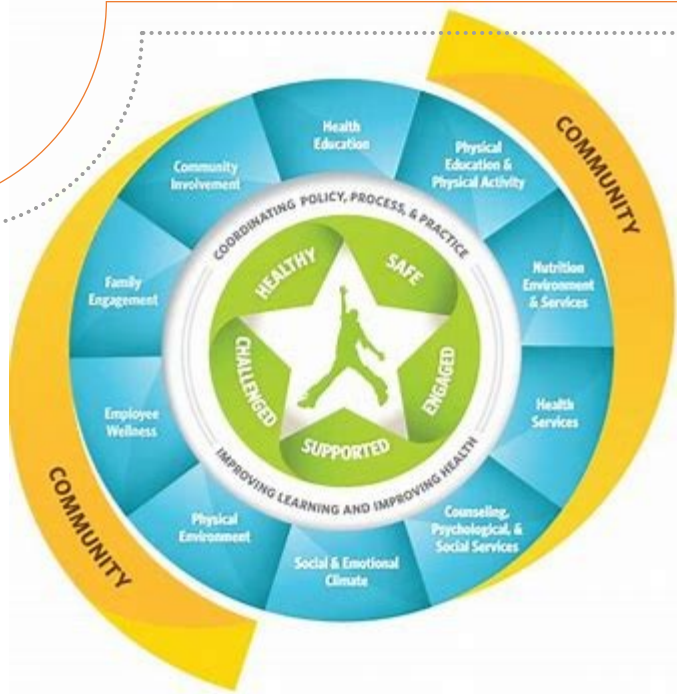 COMMUNITY
Health
Education
Physical
Education &
Physical Activity
Nutrition
Environment
& Services
Health
Services
Counseling,
Psychological, &
Social Services
Social & Emotional
Climate
Physical
Environment
Employee
Wellness
Family
Engagement
Community
Involvement
COORDINATING POLICY, PROCESS, & PRACTICE
IMPROVING LEARNING AND IMPROVING HEALTH
HEALTHY
SAFE
ENGAGED
SUPPORTED
CHALLENGED
COMMUNITY